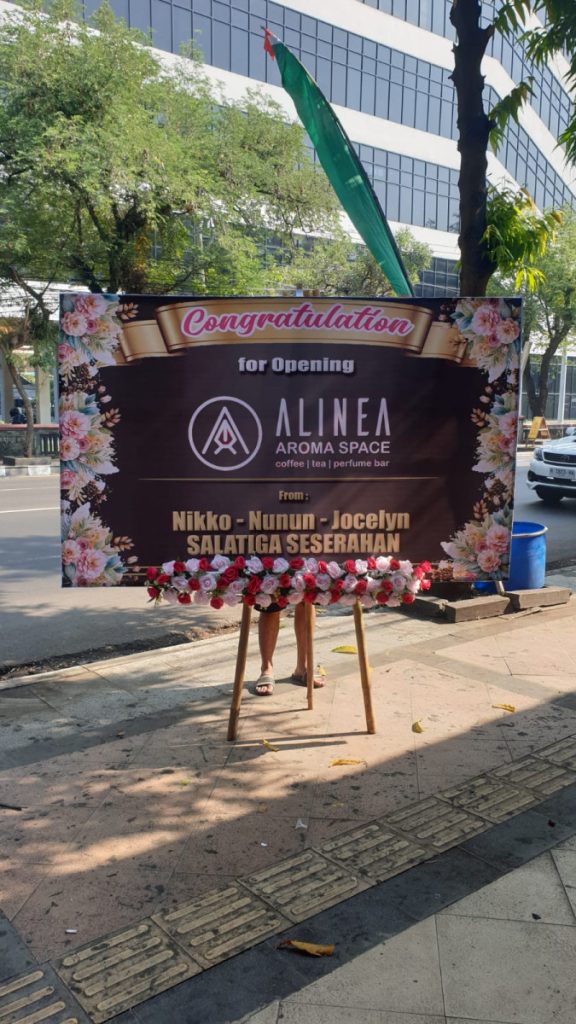 Congratulation
for Opening
ALINEA
AROMA SPACE
coffee | tea | perfume bar
From :
Nikko - Nunun - Jocelyn
SALATIGA SESERAHAN